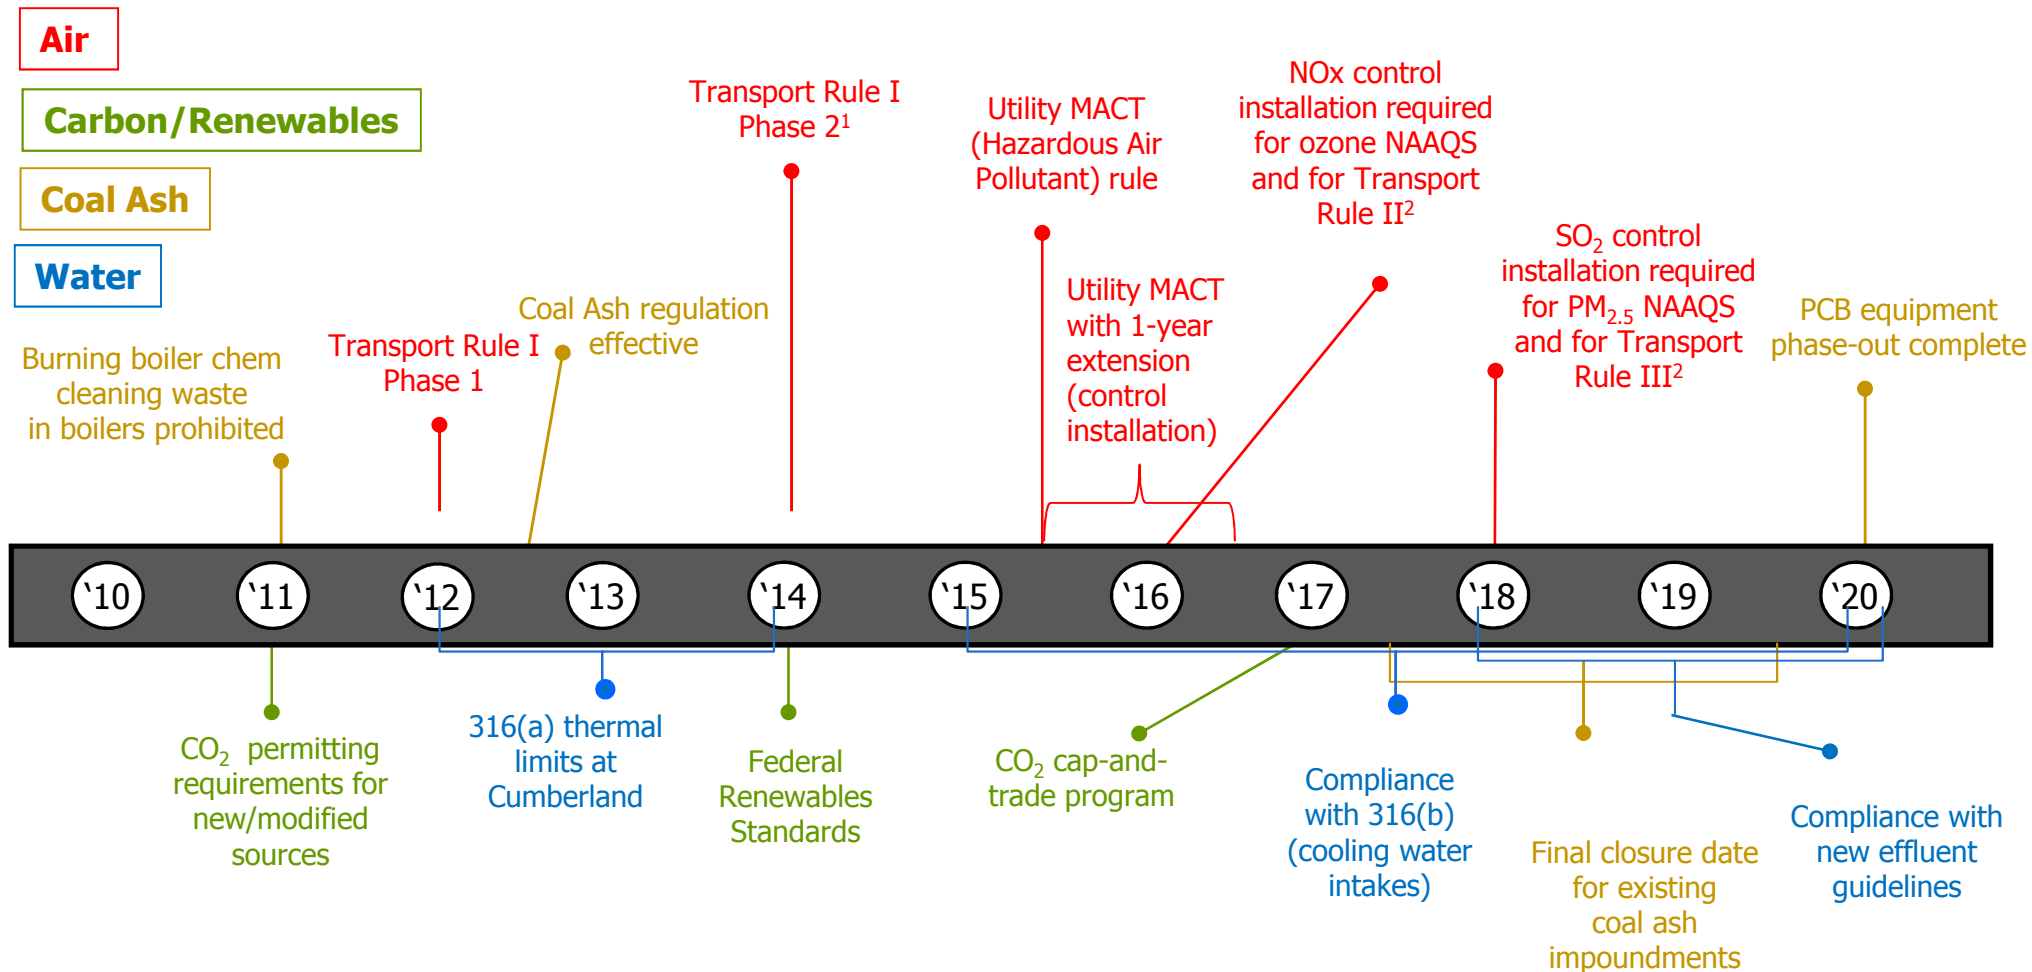 Air
Carbon/Renewables
Coal Ash
Water
Burning boiler chem
cleaning waste
in boilers prohibited
Transport Rule I
Phase 1
Coal Ash regulation
effective
Transport Rule I
Phase 2¹
Utility MACT
(Hazardous Air
Pollutant) rule
Utility MACT
with 1-year
extension
(control
installation)
NOx control
installation required
for ozone NAAQS
and for Transport
Rule II²
SO₂ control
installation required
for PM₂.₅ NAAQS
and for Transport
Rule III²
PCB equipment
phase-out complete
‘10 ‘11 ‘12 ‘13 ‘14 ‘15 ‘16 ‘17 ‘18 ‘19 ‘20
CO₂ permitting
requirements for
new/modified
sources
316(a) thermal
limits at
Cumberland
Federal
Renewables
Standards
CO₂ cap-and-
trade program
Compliance
with 316(b)
(cooling water
intakes)
Final closure date
for existing
coal ash
impoundments
Compliance with
new effluent
guidelines